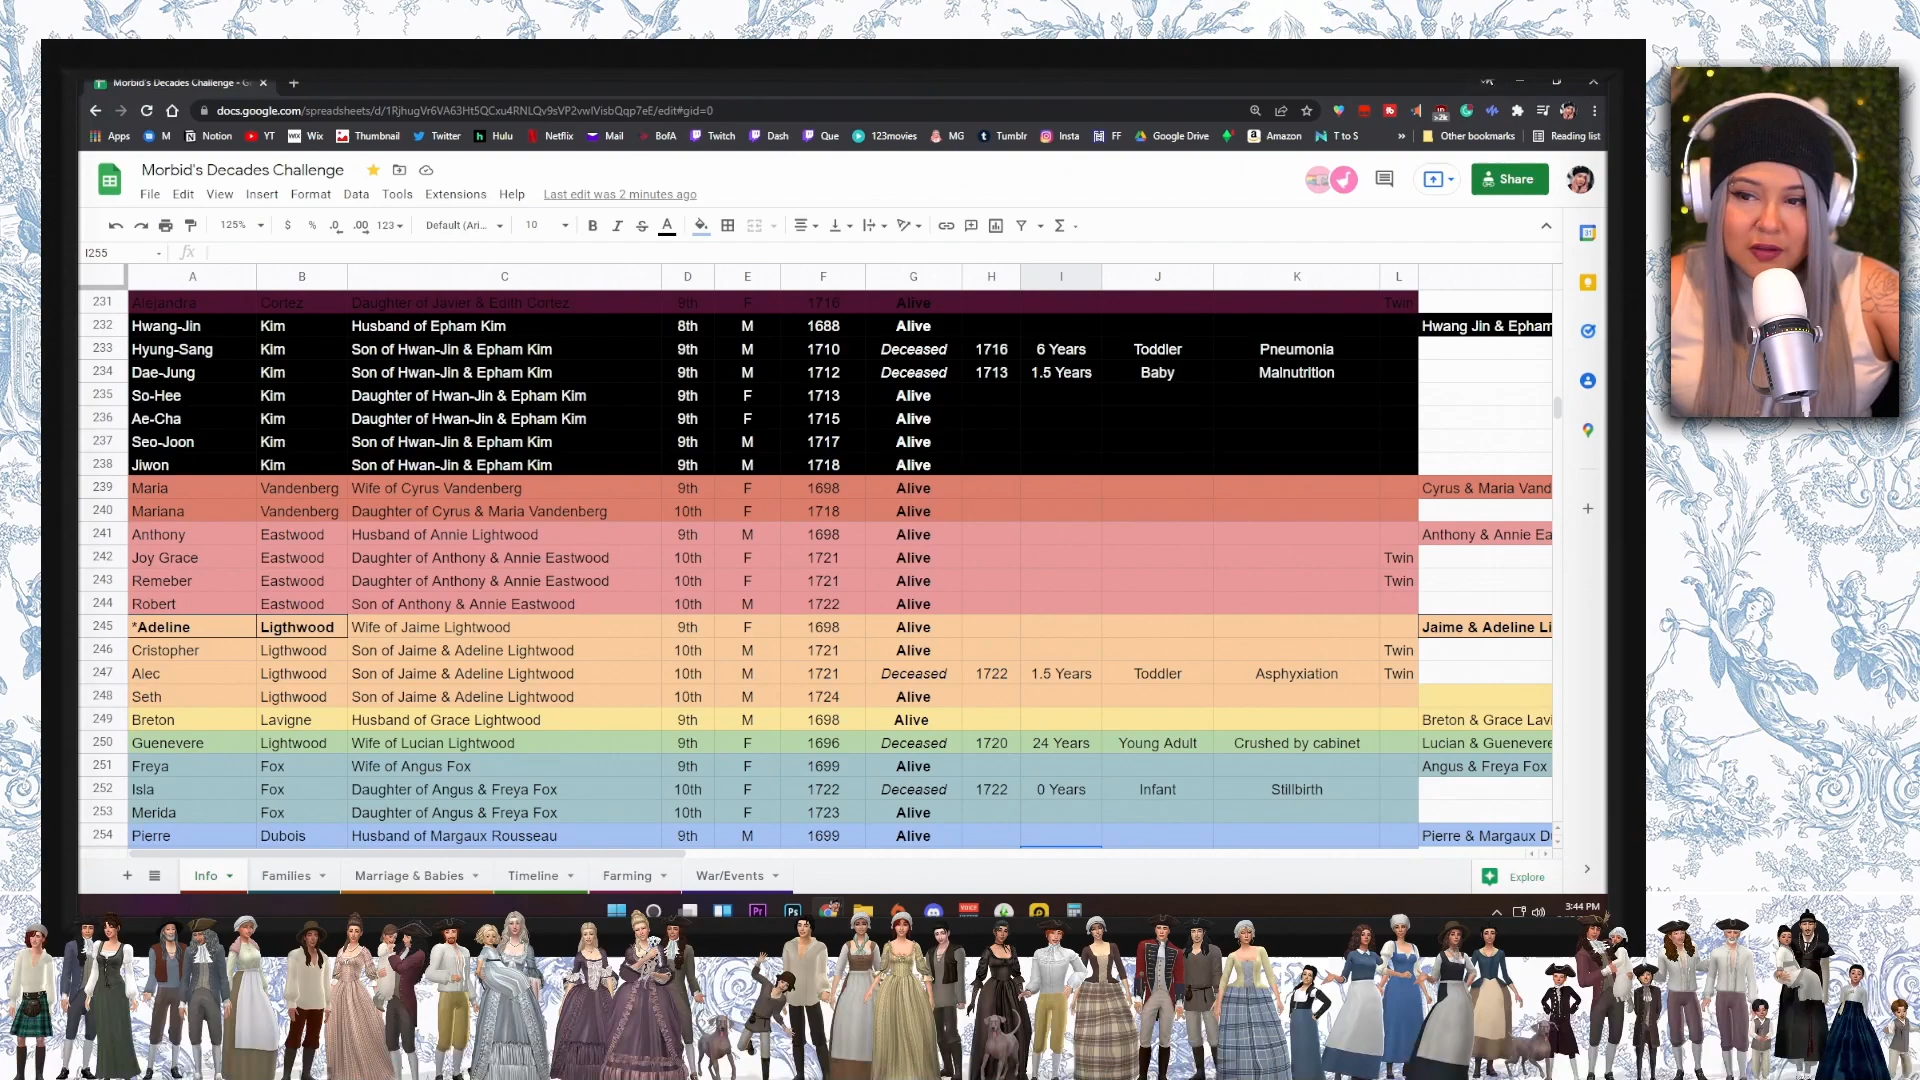 Morbid's Decades Challenge - G
docs.google.com/spreadsheets/d/1RjhugVr6VA63Ht5QCxu4RNLQv9sVP2vwIVisbQqp7eE/edit#gid=0
Apps M Notion YT Wix Thumbnail Twitter Hulu Netflix Mail BofA Twitch Dash Que 123movies MG Tumblr Insta FF Google Drive Amazon T to S » Other bookmarks Reading list
Morbid's Decades Challenge
Share
File Edit View Insert Format Data Tools Extensions Help Last edit was 2 minutes ago
125% $ % .0 .00 123 Default (Ari... 10 B I S A
I255 fx
A B C D E F G H I J K L
231 Alejandra Cortez Daughter of Javier & Edith Cortez 9th F 1716 Alive Twin
232 Hwang-Jin Kim Husband of Epham Kim 8th M 1688 Alive Hwang Jin & Epham
233 Hyung-Sang Kim Son of Hwan-Jin & Epham Kim 9th M 1710 Deceased 1716 6 Years Toddler Pneumonia
234 Dae-Jung Kim Son of Hwan-Jin & Epham Kim 9th M 1712 Deceased 1713 1.5 Years Baby Malnutrition
235 So-Hee Kim Daughter of Hwan-Jin & Epham Kim 9th F 1713 Alive
236 Ae-Cha Kim Daughter of Hwan-Jin & Epham Kim 9th F 1715 Alive
237 Seo-Joon Kim Son of Hwan-Jin & Epham Kim 9th M 1717 Alive
238 Jiwon Kim Son of Hwan-Jin & Epham Kim 9th M 1718 Alive
239 Maria Vandenberg Wife of Cyrus Vandenberg 9th F 1698 Alive Cyrus & Maria Vand
240 Mariana Vandenberg Daughter of Cyrus & Maria Vandenberg 10th F 1718 Alive
241 Anthony Eastwood Husband of Annie Lightwood 9th M 1698 Alive Anthony & Annie Ea
242 Joy Grace Eastwood Daughter of Anthony & Annie Eastwood 10th F 1721 Alive Twin
243 Remeber Eastwood Daughter of Anthony & Annie Eastwood 10th F 1721 Alive Twin
244 Robert Eastwood Son of Anthony & Annie Eastwood 10th M 1722 Alive
245 *Adeline Ligthwood Wife of Jaime Lightwood 9th F 1698 Alive Jaime & Adeline Li
246 Cristopher Ligthwood Son of Jaime & Adeline Lightwood 10th M 1721 Alive Twin
247 Alec Ligthwood Son of Jaime & Adeline Lightwood 10th M 1721 Deceased 1722 1.5 Years Toddler Asphyxiation Twin
248 Seth Ligthwood Son of Jaime & Adeline Lightwood 10th M 1724 Alive
249 Breton Lavigne Husband of Grace Lightwood 9th M 1698 Alive Breton & Grace Lavi
250 Guenevere Lightwood Wife of Lucian Lightwood 9th F 1696 Deceased 1720 24 Years Young Adult Crushed by cabinet Lucian & Guenevere
251 Freya Fox Wife of Angus Fox 9th F 1699 Alive Angus & Freya Fox
252 Isla Fox Daughter of Angus & Freya Fox 10th F 1722 Deceased 1722 0 Years Infant Stillbirth
253 Merida Fox Daughter of Angus & Freya Fox 10th F 1723 Alive
254 Pierre Dubois Husband of Margaux Rousseau 9th M 1699 Alive Pierre & Margaux D
Info Families Marriage & Babies Timeline Farming War/Events Explore
Pr Ps 3:44 PM